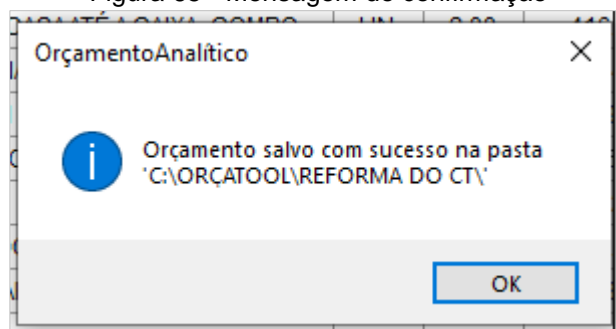 OrçamentoAnalítico
Orçamento salvo com sucesso na pasta
'C:\ORÇATOOL\REFORMA DO CT\'
OK